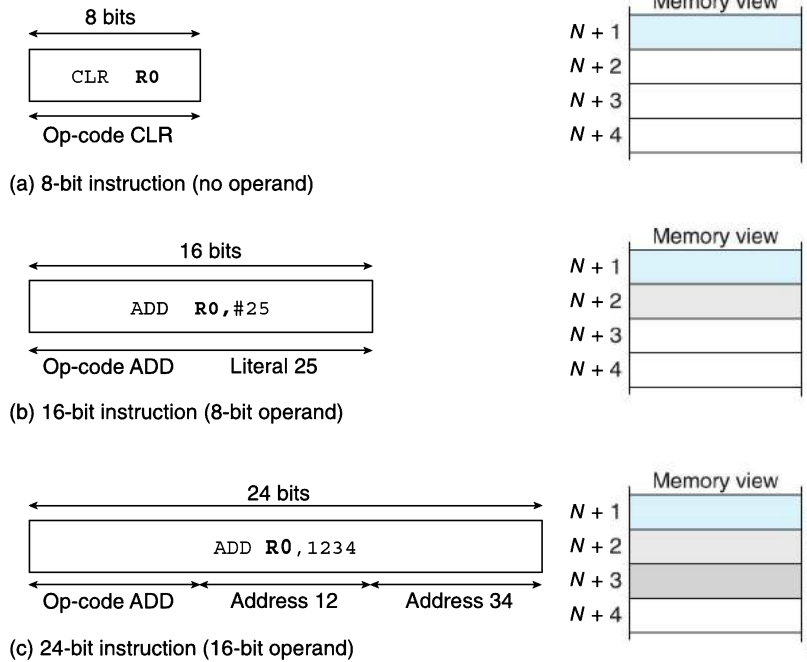 8 bits
CLR R0
Op-code CLR
(a) 8-bit instruction (no operand)
Memory view
N + 1
N + 2
N + 3
N + 4
16 bits
ADD R0,#25
Op-code ADD Literal 25
(b) 16-bit instruction (8-bit operand)
Memory view
N + 1
N + 2
N + 3
N + 4
24 bits
ADD R0,1234
Op-code ADD Address 12 Address 34
(c) 24-bit instruction (16-bit operand)
Memory view
N + 1
N + 2
N + 3
N + 4